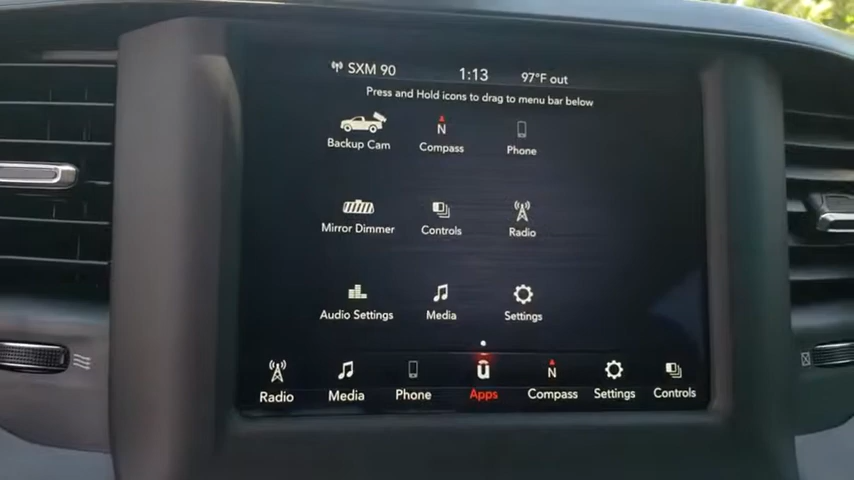 SXM 90 1:13 97°F out
Press and Hold icons to drag to menu bar below
Backup Cam N Compass Phone
Mirror Dimmer Controls Radio
Audio Settings Media Settings
Radio Media Phone ū Apps N Compass Settings Controls